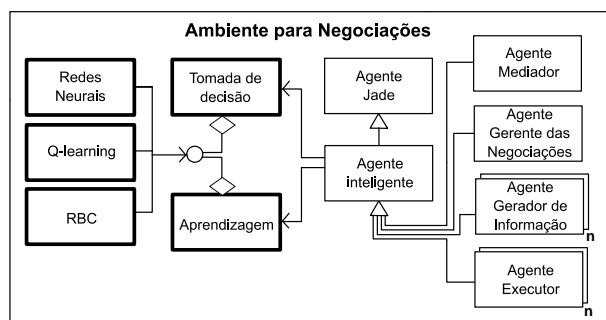 Ambiente para Negociações
Redes
Neurais
Q-learning
RBC
Tomada de
decisão
Aprendizagem
Agente
Jade
Agente
inteligente
Agente
Mediador
Agente
Gerente das
Negociações
Agente
Gerador de
Informação
n
Agente
Executor
n